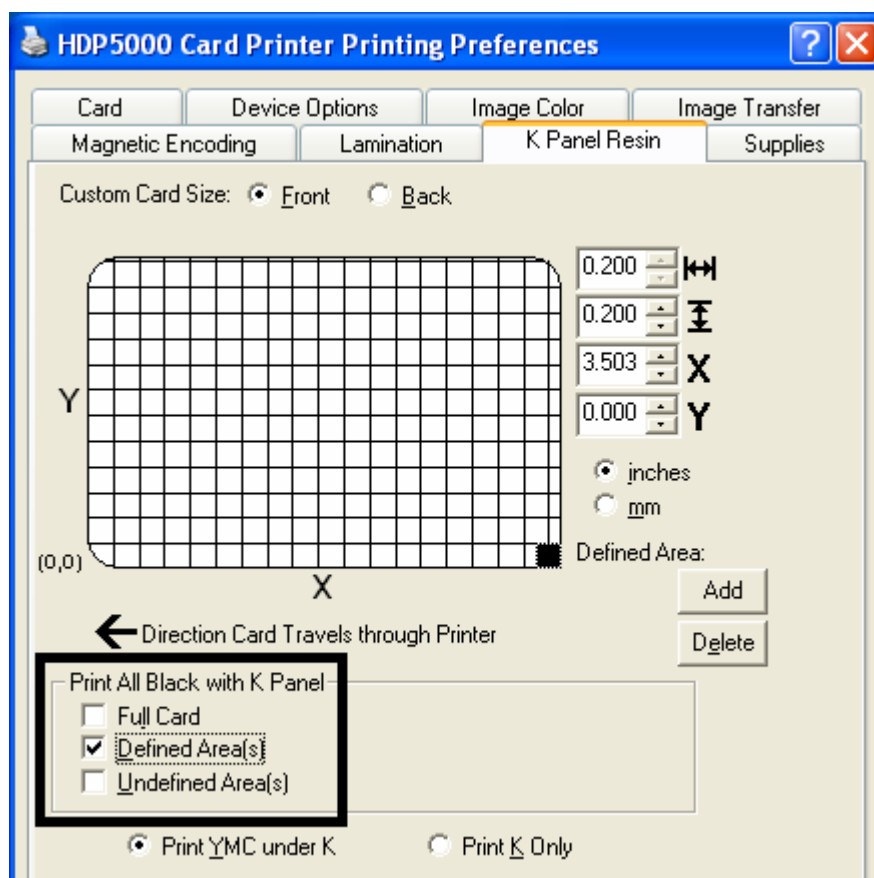 HDP5000 Card Printer Printing Preferences
Card Device Options Image Color Image Transfer
Magnetic Encoding Lamination K Panel Resin Supplies
Custom Card Size: Front Back
0.200
0.200
3.503 X
Y 0.000 Y
inches
mm
(0,0) Defined Area:
X Add
Direction Card Travels through Printer Delete
Print All Black with K Panel
Full Card
Defined Area(s)
Undefined Area(s)
Print YMC under K Print K Only